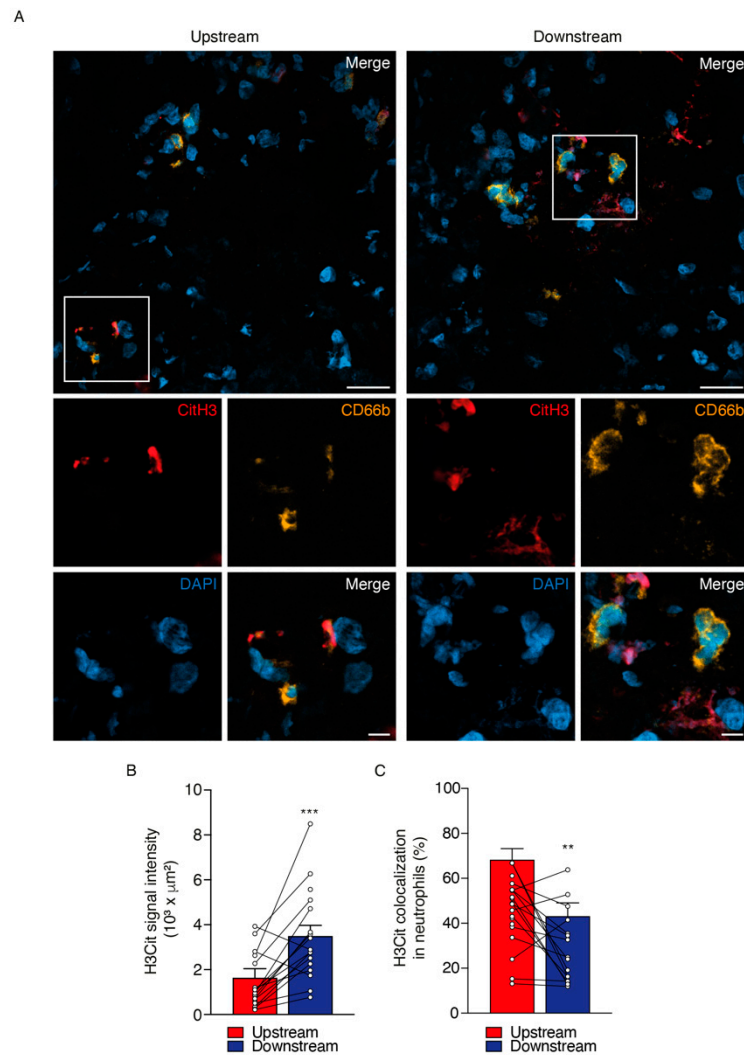 A
Upstream
Downstream
Merge
Merge
CitH3
CD66b
CitH3
CD66b
DAPI
Merge
DAPI
Merge
B
H3Cit signal intensity
(10³ x µm²)
10
8
6
4
2
0
***
Upstream
Downstream
C
H3Cit colocalization
in neutrophils (%)
100
80
60
40
20
0
**
Upstream
Downstream